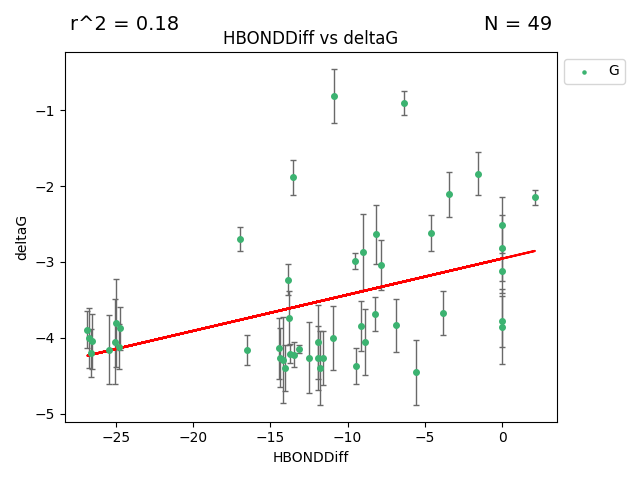 r^2 = 0.18
N = 49
HBONDDiff vs deltaG
G
−1
−2
−3
−4
−5
deltaG
−25
−20
−15
−10
−5
0
HBONDDiff